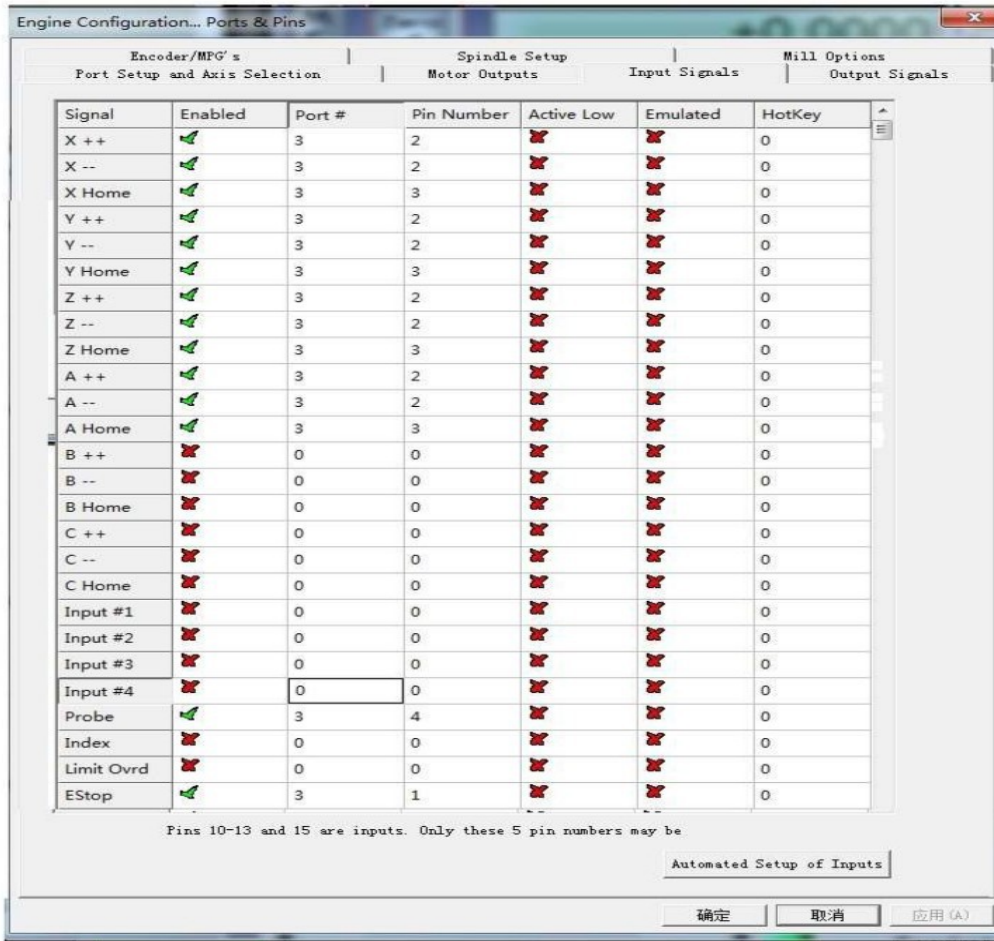 Engine Configuration... Ports & Pins
Encoder/MPG's Spindle Setup Mill Options
Port Setup and Axis Selection Motor Outputs Input Signals Output Signals
Signal Enabled Port # Pin Number Active Low Emulated HotKey
X ++ 3 2 0
X -- 3 2 0
X Home 3 3 0
Y ++ 3 2 0
Y -- 3 2 0
Y Home 3 3 0
Z ++ 3 2 0
Z -- 3 2 0
Z Home 3 3 0
A ++ 3 2 0
A -- 3 2 0
A Home 3 3 0
B ++ 0 0 0
B -- 0 0 0
B Home 0 0 0
C ++ 0 0 0
C -- 0 0 0
C Home 0 0 0
Input #1 0 0 0
Input #2 0 0 0
Input #3 0 0 0
Input #4 0 0 0
Probe 3 4 0
Index 0 0 0
Limit Ovrd 0 0 0
EStop 3 1 0
Pins 10-13 and 15 are inputs. Only these 5 pin numbers may be
Automated Setup of Inputs
确定 取消 应用(A)